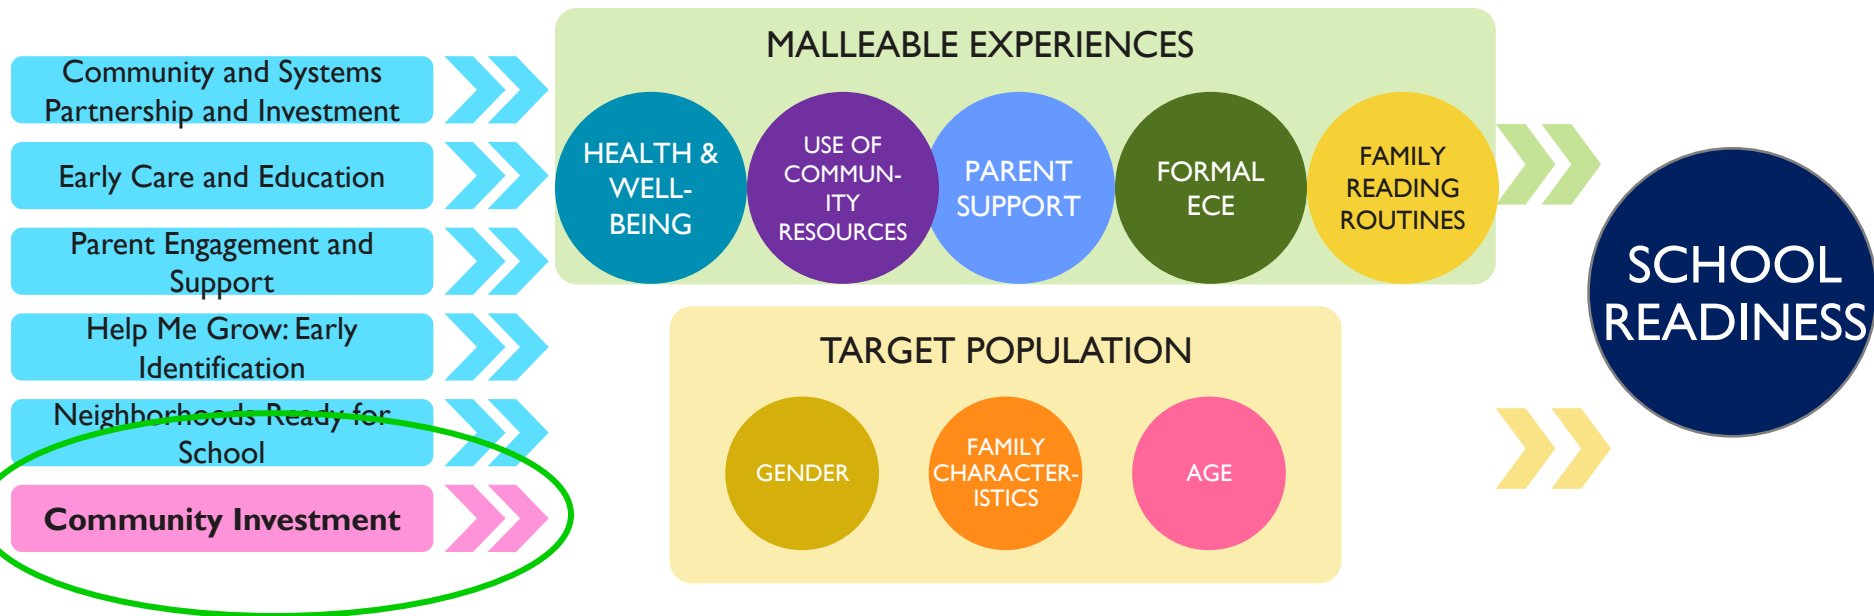 Community and Systems
Partnership and Investment
Early Care and Education
Parent Engagement and
Support
Help Me Grow: Early
Identification
Neighborhoods Ready for
School
Community Investment
MALLEABLE EXPERIENCES
HEALTH &
WELL-
BEING
USE OF
COMMUN-
ITY
RESOURCES
PARENT
SUPPORT
FORMAL
ECE
FAMILY
READING
ROUTINES
TARGET POPULATION
GENDER
FAMILY
CHARACTER-
ISTICS
AGE
SCHOOL
READINESS